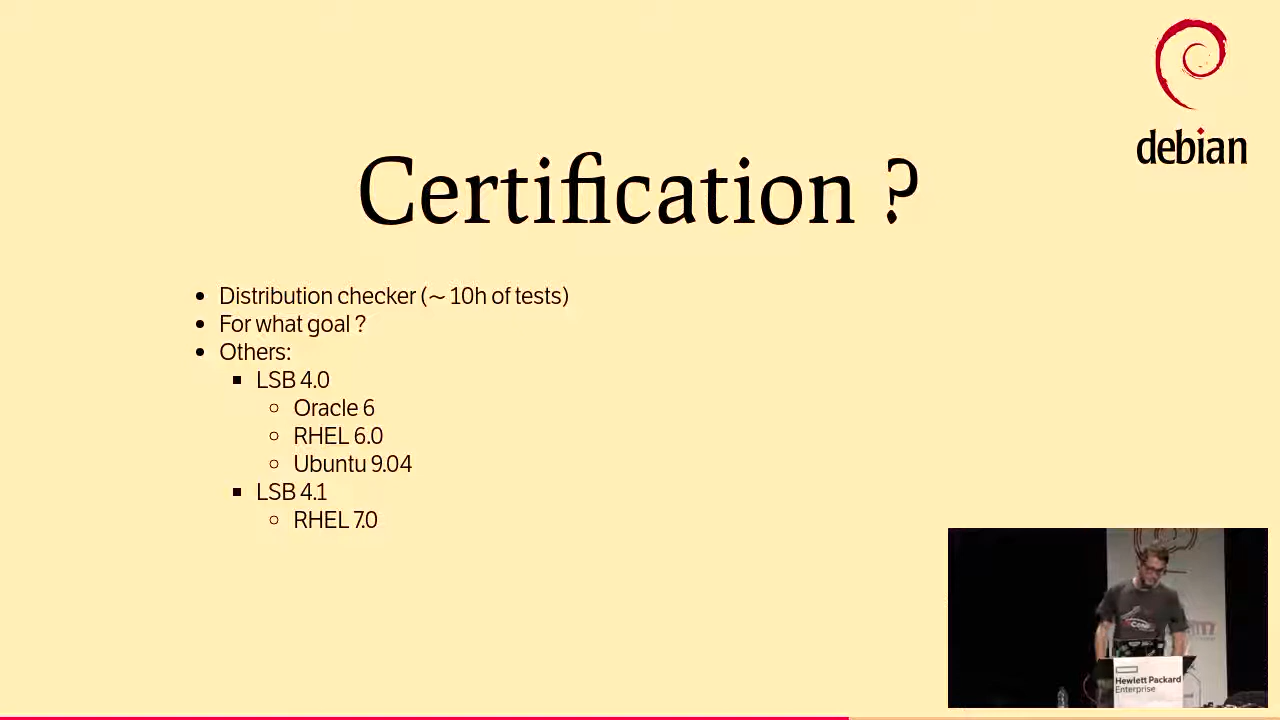 debian
Certification ?
Distribution checker (~ 10h of tests)
For what goal ?
Others:
LSB 4.0
Oracle 6
RHEL 6.0
Ubuntu 9.04
LSB 4.1
RHEL 7.0
Hewlett Packard
Enterprise